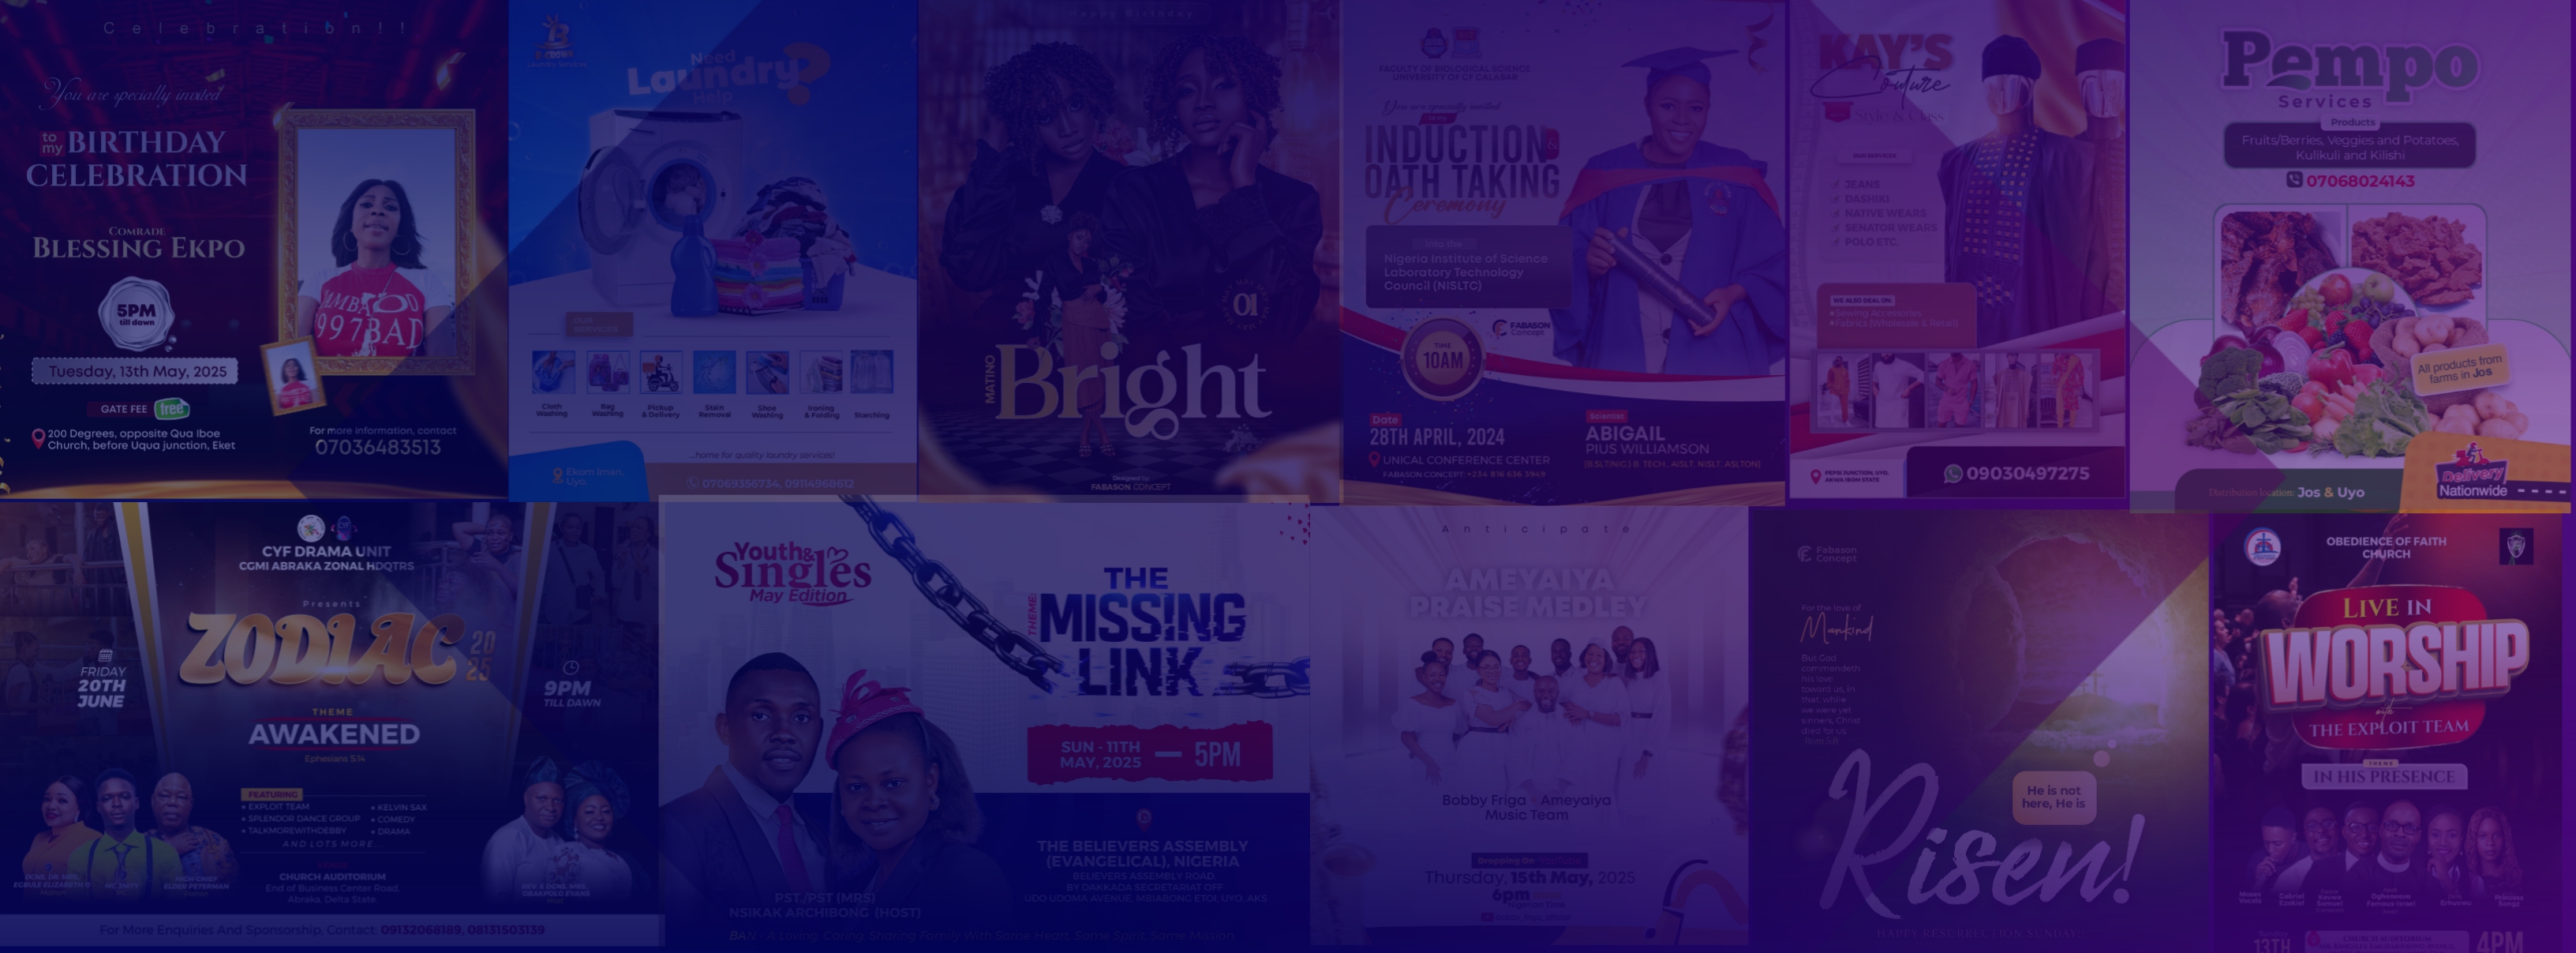 Celebration!!
You are specially invited
to my BIRTHDAY
CELEBRATION
COMRADE
BLESSING EKPO
5PM
till dawn
Tuesday, 13th May, 2025
GATE FEE free
200 Degrees, opposite Qua Iboe
Church, before Uqua junction, Eket
For more information, contact
07036483513
Laundry Services
Need
Laundry?
Help
OUR
SERVICES
Cloth
Washing
Bag
Washing
Pickup
& Delivery
Stain
Removal
Shoe
Washing
Ironing
& Folding
Starching
...home for quality laundry services!
Ekom Iman,
Uyo.
07069356734, 09114968612
Happy Birthday
01
MATINO
Bright
Designed by:
FABASON CONCEPT
FACULTY OF BIOLOGICAL SCIENCE
UNIVERSITY OF CALABAR
You are specially invited
to my
INDUCTION &
OATH TAKING
Ceremony
Into the
Nigeria Institute of Science
Laboratory Technology
Council (NISLTC)
FABASON
Concept
TIME
10AM
Date
28TH APRIL, 2024
UNICAL CONFERENCE CENTER
FABASON CONCEPT: +234 816 636 3949
Scientist
ABIGAIL
PIUS WILLIAMSON
KAY'S
Couture
Style & Class
OUR SERVICES
JEANS
DASHIKI
NATIVE WEARS
SENATOR WEARS
POLO ETC.
WE ALSO DEAL ON:
Sewing Accessories
Fabrics (Wholesale & Retail)
PEPSI JUNCTION, UYO,
AKWA IBOM STATE
09030497275
Pempo
Services
Products
Fruits/Berries, Veggies and Potatoes,
Kulikuli and Kilishi
07068024143
All products from
farms in Jos
Distribution location: Jos & Uyo
Delivery
Nationwide
CYF DRAMA UNIT
CGMI ABRAKA ZONAL HDQTRS
Presents
ZODIAC 2025
FRIDAY
20TH
JUNE
9PM
TILL DAWN
THEME
AWAKENED
Ephesians 5:14
FEATURING
EXPLOIT TEAM
SPLENDOR DANCE GROUP
TALKMOREWITHDEBBY
KELVIN SAX
COMEDY
DRAMA
AND LOTS MORE...
CHURCH AUDITORIUM
End of Business Center Road,
Abraka, Delta State.
For More Enquiries And Sponsorship, Contact: 09132068189, 08131503139
Youth &
Singles
May Edition
THEME:
THE
MISSING
LINK
SUN - 11TH
MAY, 2025 — 5PM
THE BELIEVERS ASSEMBLY
(EVANGELICAL), NIGERIA
BELIEVERS ASSEMBLY ROAD,
BY DAKKADA SECRETARIAT OFF
UDO UDOMA AVENUE, MBIABONG ETOI, UYO, AKS
PST./PST (MRS)
NSIKAK ARCHIBONG (HOST)
BAN - A Loving, Caring, Sharing Family With Same Heart, Same Spirit, Same Mission
Anticipate
AMEYAIYA
PRAISE MEDLEY
Bobby Friga Ameyaiya
Music Team
Dropping On YouTube
Thursday, 15th May, 2025
6pm
Fabason
Concept
For the love of
Mankind
But God
commendeth
his love
toward us, in
that, while
we were yet
sinners, Christ
died for us.
He is not
here, He is
Risen!
HAPPY RESURRECTION SUNDAY!
OBEDIENCE OF FAITH
CHURCH
LIVE IN
WORSHIP
with
THE EXPLOIT TEAM
THEME
IN HIS PRESENCE
13TH
CHURCH AUDITORIUM
4PM